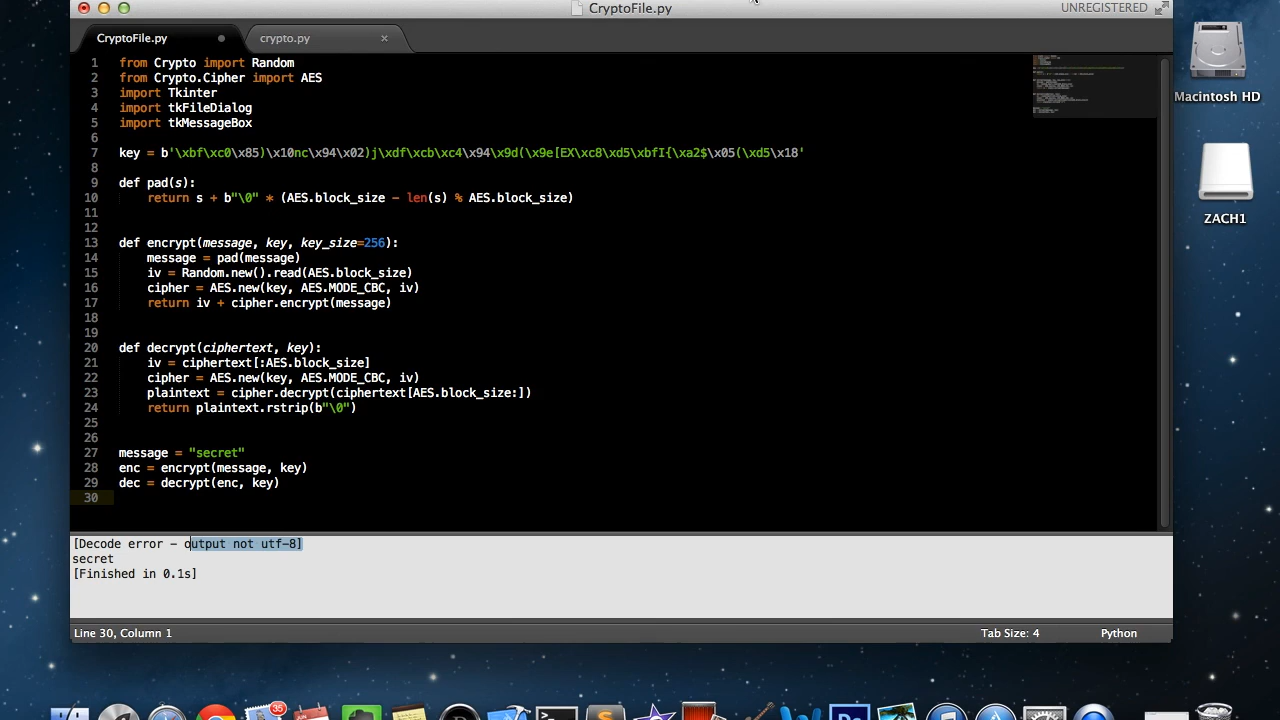 CryptoFile.py
UNREGISTERED
CryptoFile.py
crypto.py
1 from Crypto import Random
2 from Crypto.Cipher import AES
3 import Tkinter
4 import tkFileDialog
5 import tkMessageBox
6
7 key = b'\xbf\xc0\x85)\x10nc\x94\x02)j\xdf\xcb\xc4\x94\x9d(\x9e[EX\xc8\xd5\xbfI{\xa2$\x05(\xd5\x18'
8
9 def pad(s):
10 return s + b"\0" * (AES.block_size - len(s) % AES.block_size)
11
12
13 def encrypt(message, key, key_size=256):
14 message = pad(message)
15 iv = Random.new().read(AES.block_size)
16 cipher = AES.new(key, AES.MODE_CBC, iv)
17 return iv + cipher.encrypt(message)
18
19
20 def decrypt(ciphertext, key):
21 iv = ciphertext[:AES.block_size]
22 cipher = AES.new(key, AES.MODE_CBC, iv)
23 plaintext = cipher.decrypt(ciphertext[AES.block_size:])
24 return plaintext.rstrip(b"\0")
25
26
27 message = "secret"
28 enc = encrypt(message, key)
29 dec = decrypt(enc, key)
30
[Decode error - output not utf-8]
secret
[Finished in 0.1s]
Line 30, Column 1
Tab Size: 4
Python
Macintosh HD
ZACH1
35